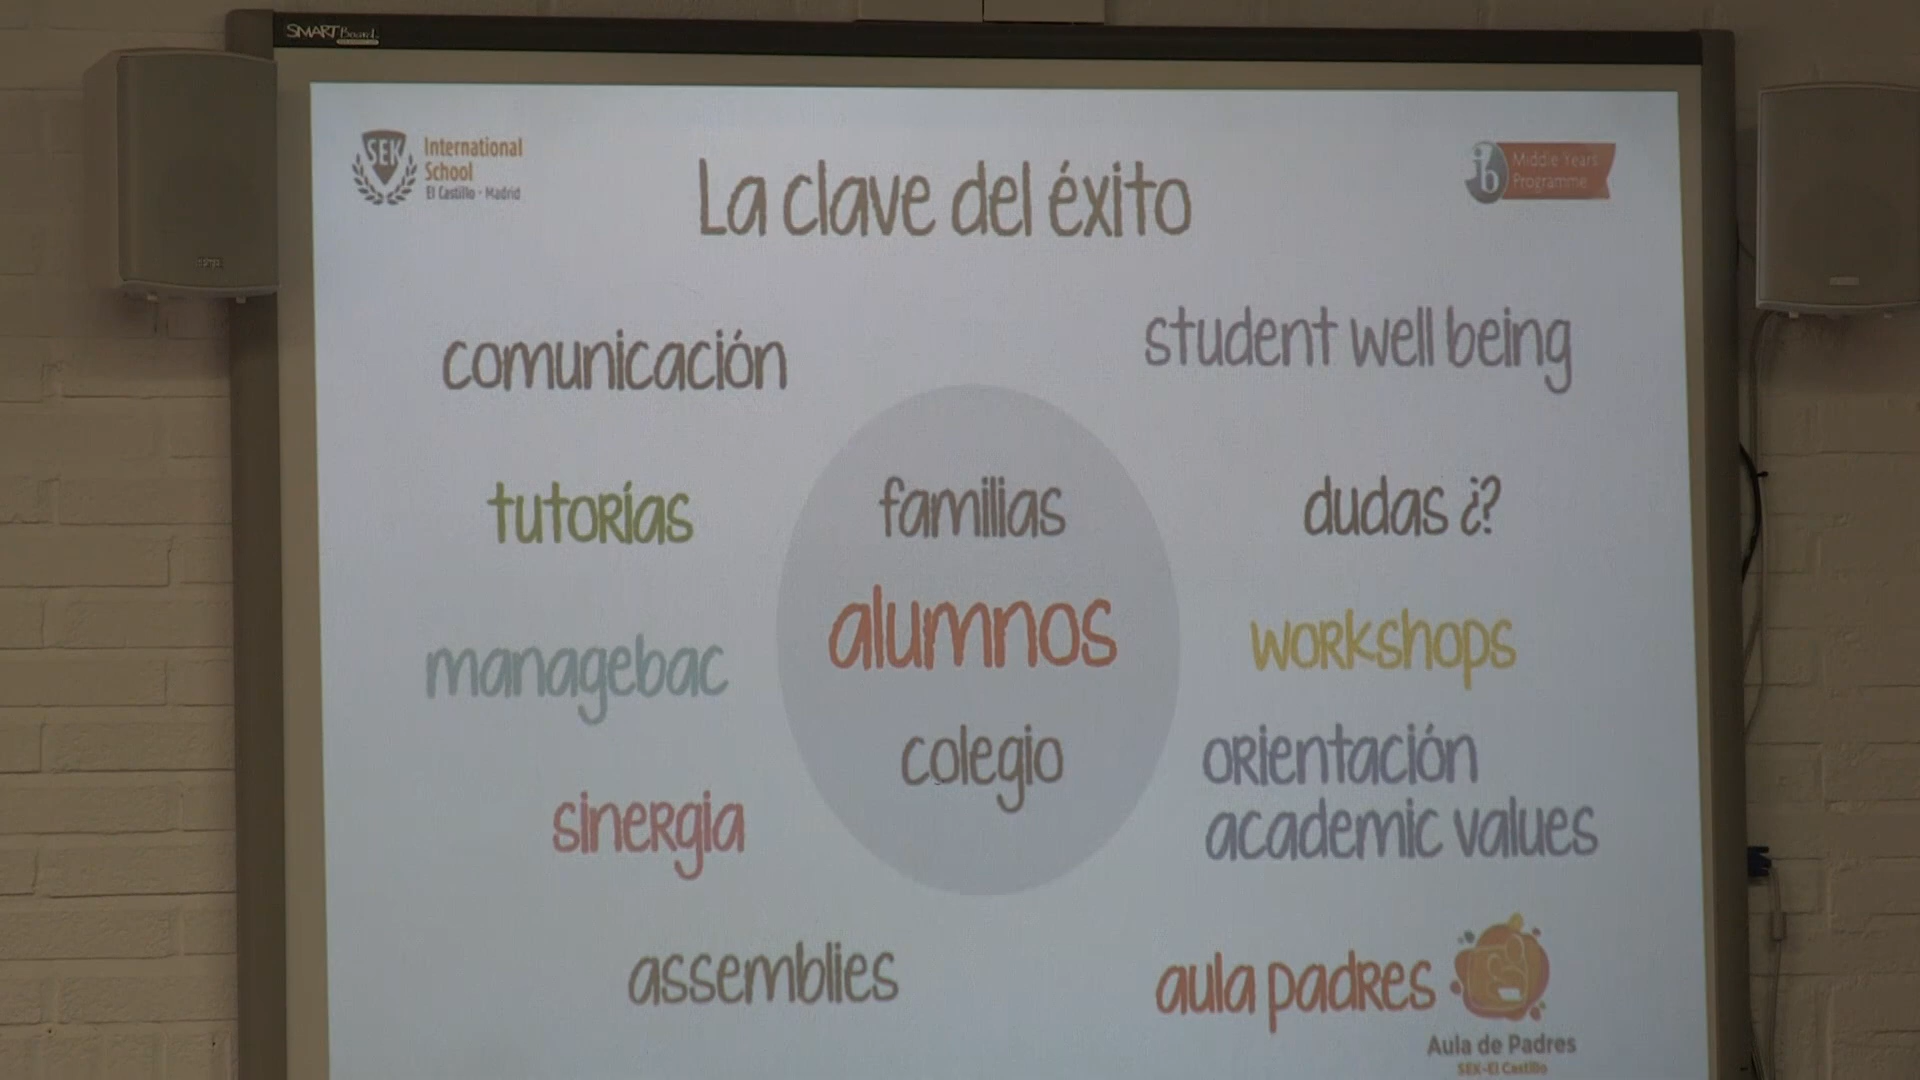 SMART Board
SEK
International
School
El Castillo - Madrid
La clave del éxito
ib
Middle Years
Programme
comunicación
student well being
tutorías
familias
dudas ¿?
alumnos
managebac
workshops
colegio
orientación
academic values
sinergia
assemblies
aula padres
Aula de Padres
SEK-El Castillo